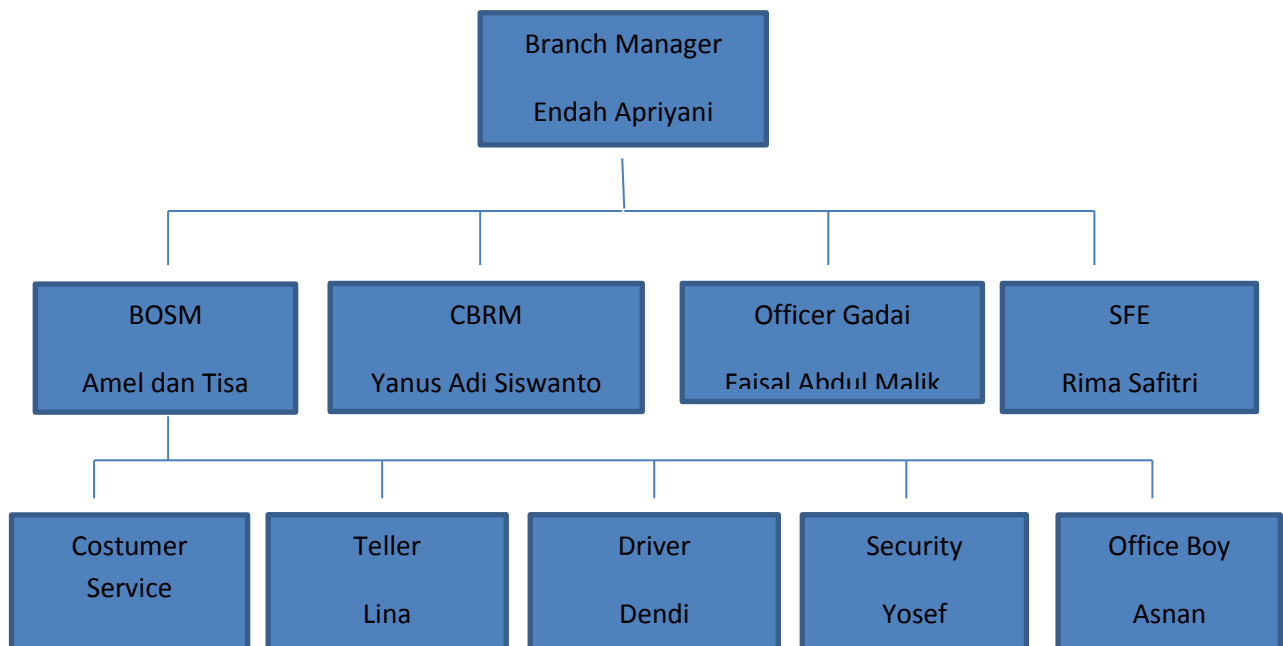 Branch Manager
Endah Apriyani
BOSM
Amel dan Tisa
CBRM
Yanus Adi Siswanto
Officer Gadai
Faisal Abdul Malik
SFE
Rima Safitri
Costumer
Service
Teller
Lina
Driver
Dendi
Security
Yosef
Office Boy
Asnan